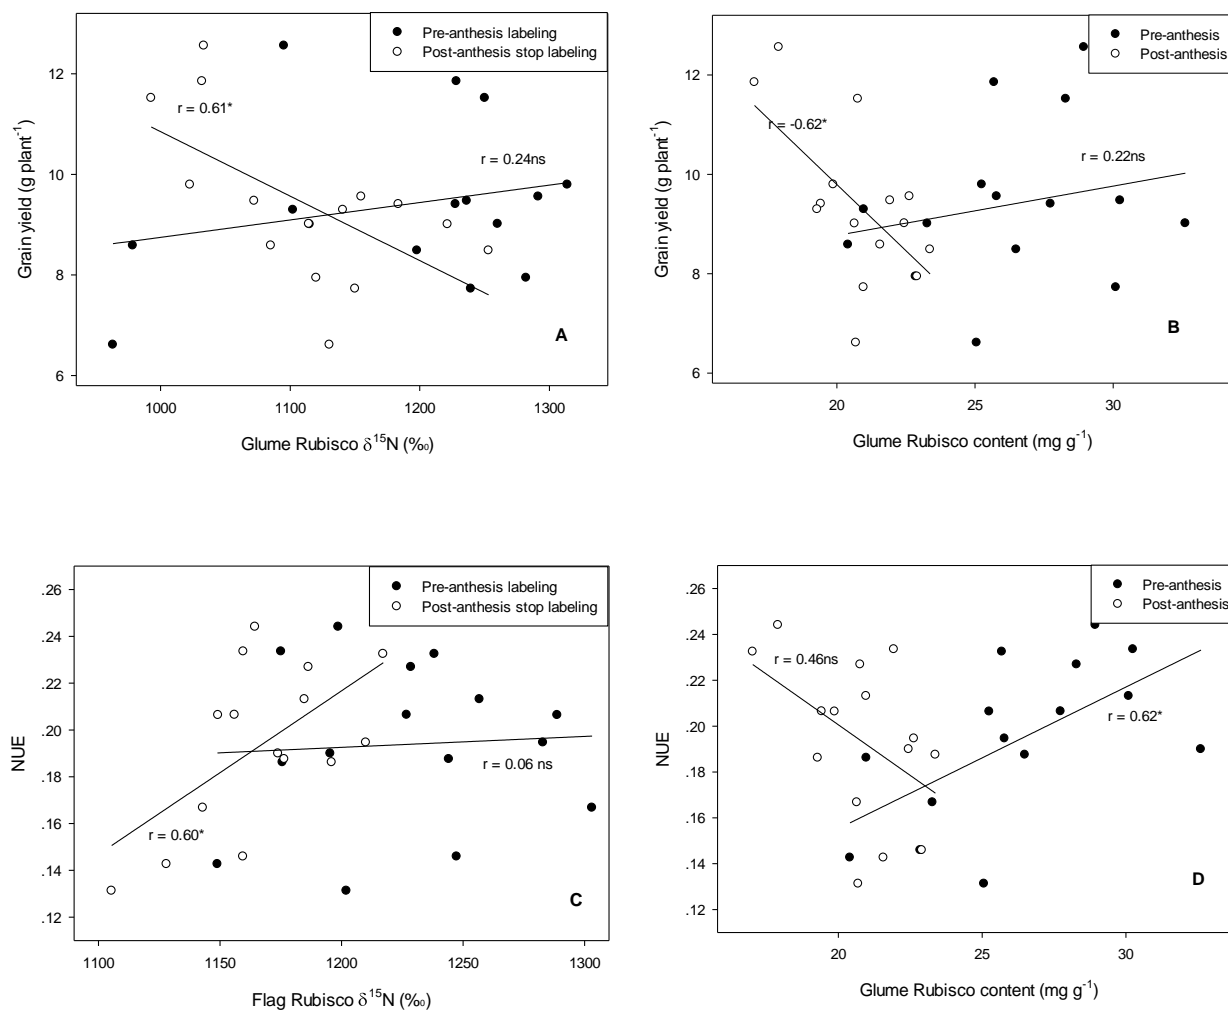 Pre-anthesis labeling
Post-anthesis stop labeling
12
10
8
6
Grain yield (g plant⁻¹)
r = 0.61*
r = 0.24ns
A
1000 1100 1200 1300
Glume Rubisco δ¹⁵N (‰)
Pre-anthesis
Post-anthesis
12
10
8
6
Grain yield (g plant⁻¹)
r = -0.62*
r = 0.22ns
B
20 25 30
Glume Rubisco content (mg g⁻¹)
Pre-anthesis labeling
Post-anthesis stop labeling
.26
.24
.22
.20
.18
.16
.14
.12
NUE
r = 0.06 ns
r = 0.60*
C
1100 1150 1200 1250 1300
Flag Rubisco δ¹⁵N (‰)
Pre-anthesis
Post-anthesis
.26
.24
.22
.20
.18
.16
.14
.12
NUE
r = 0.46ns
r = 0.62*
D
20 25 30
Glume Rubisco content (mg g⁻¹)